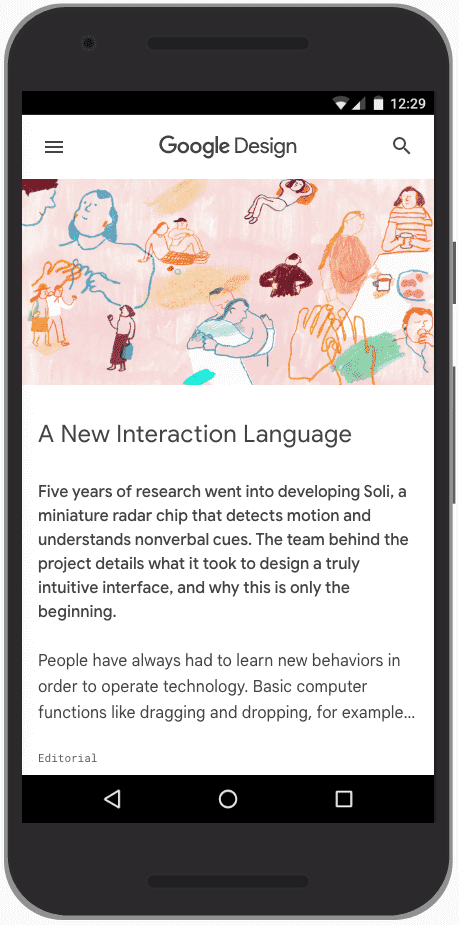 12:29
Google Design
A New Interaction Language
Five years of research went into developing Soli, a
miniature radar chip that detects motion and
understands nonverbal cues. The team behind the
project details what it took to design a truly
intuitive interface, and why this is only the
beginning.
People have always had to learn new behaviors in
order to operate technology. Basic computer
functions like dragging and dropping, for example...
Editorial